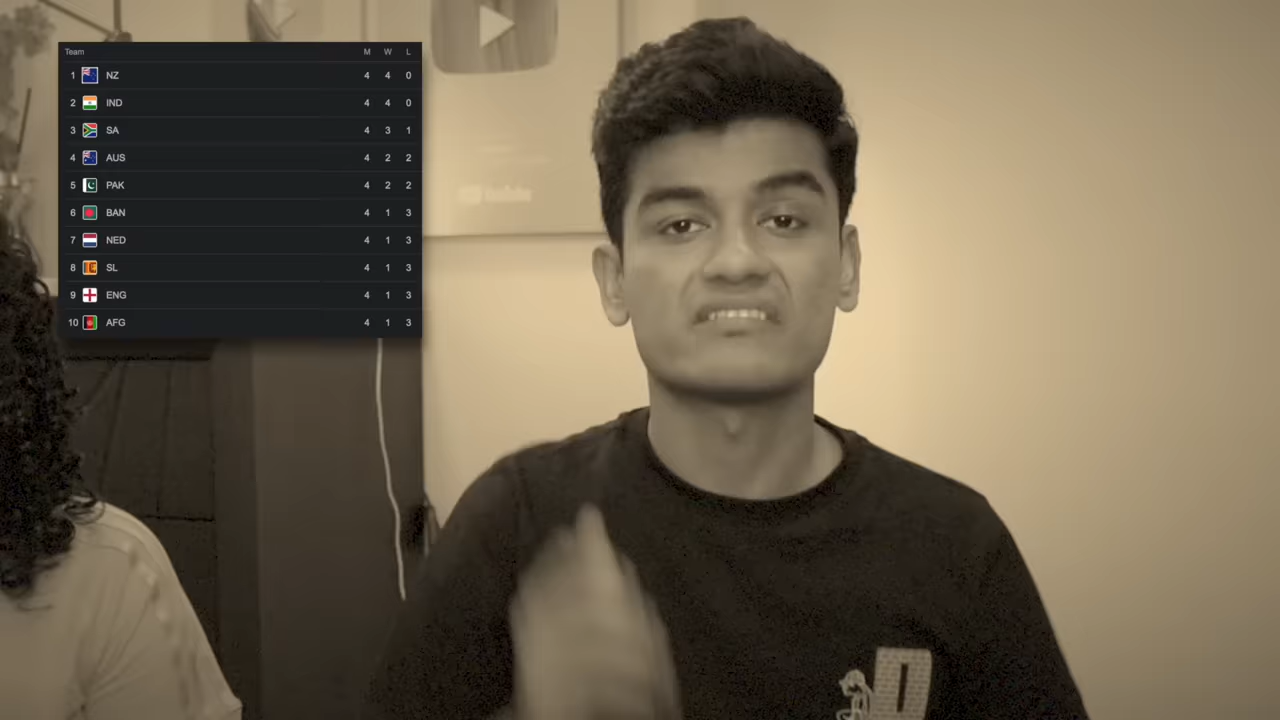 Team M W L
1 NZ 4 4 0
2 IND 4 4 0
3 SA 4 3 1
4 AUS 4 2 2
5 PAK 4 2 2
6 BAN 4 1 3
7 NED 4 1 3
8 SL 4 1 3
9 ENG 4 1 3
10 AFG 4 1 3